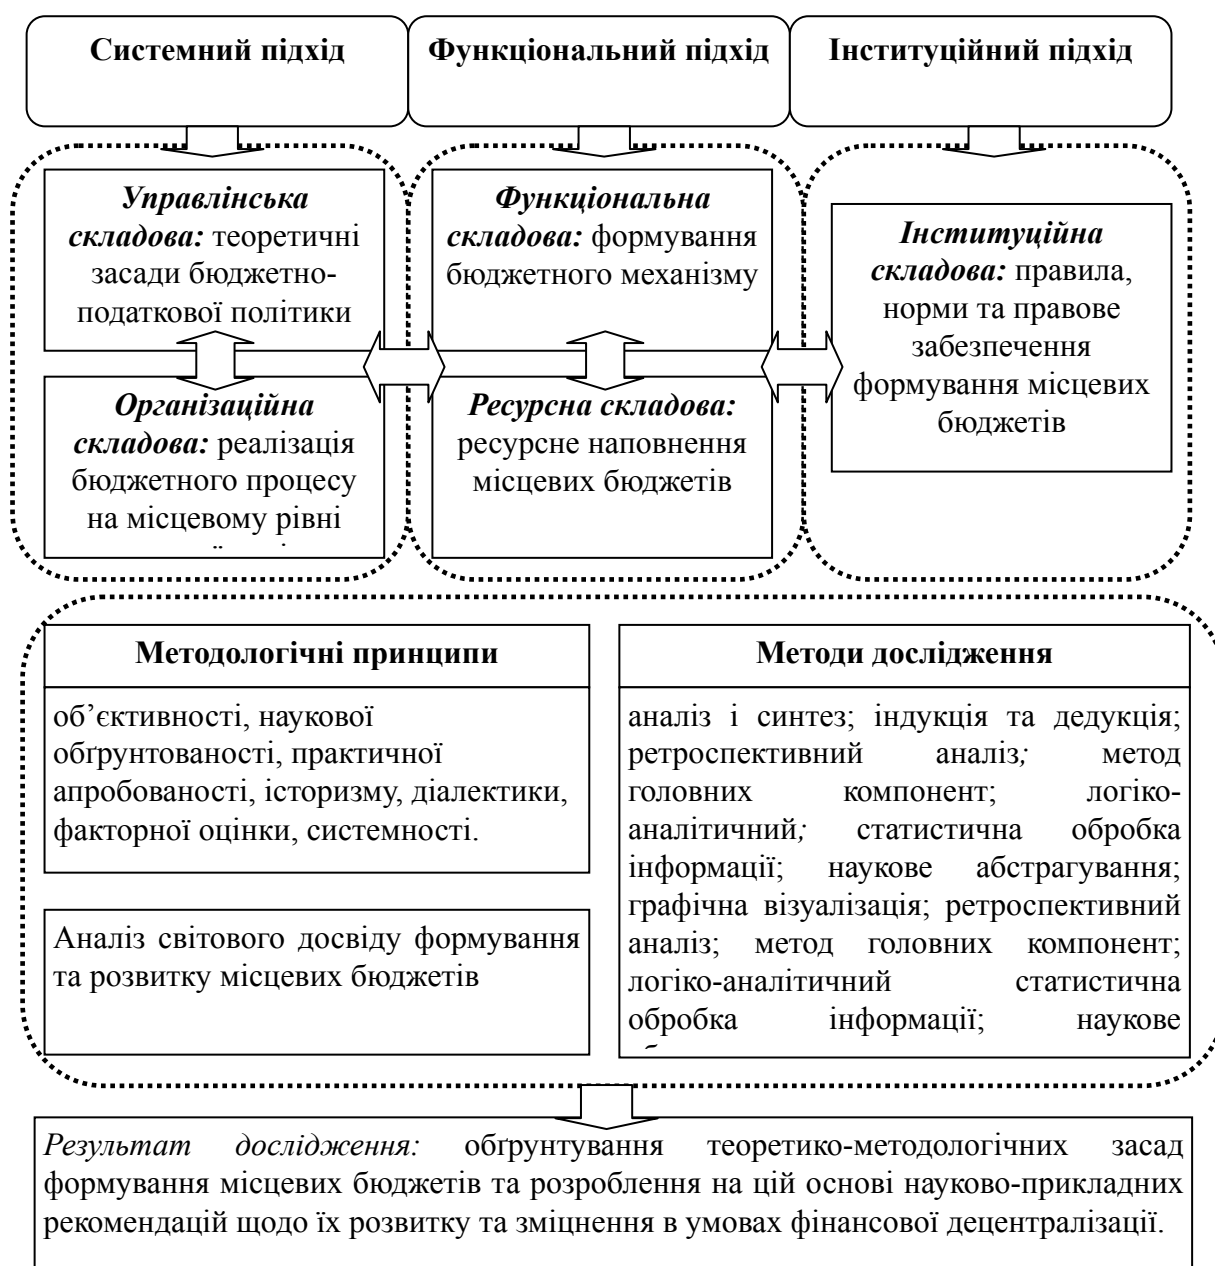 Системний підхід
Функціональний підхід
Інституційний підхід
Управлінська
складова: теоретичні
засади бюджетно-
податкової політики
Організаційна
складова: реалізація
бюджетного процесу
на місцевому рівні
Функціональна
складова: формування
бюджетного механізму
Ресурсна складова:
ресурсне наповнення
місцевих бюджетів
Інституційна
складова: правила,
норми та правове
забезпечення
формування місцевих
бюджетів
Методологічні принципи
об’єктивності, наукової
обґрунтованості, практичної
апробованості, історизму, діалектики,
факторної оцінки, системності.
Аналіз світового досвіду формування
та розвитку місцевих бюджетів
Методи дослідження
аналіз і синтез; індукція та дедукція;
ретроспективний аналіз; метод
головних компонент; логіко-
аналітичний; статистична обробка
інформації; наукове абстрагування;
графічна візуалізація; ретроспективний
аналіз; метод головних компонент;
логіко-аналітичний статистична
обробка інформації; наукове
Результат дослідження: обґрунтування теоретико-методологічних засад
формування місцевих бюджетів та розроблення на цій основі науково-прикладних
рекомендацій щодо їх розвитку та зміцнення в умовах фінансової децентралізації.